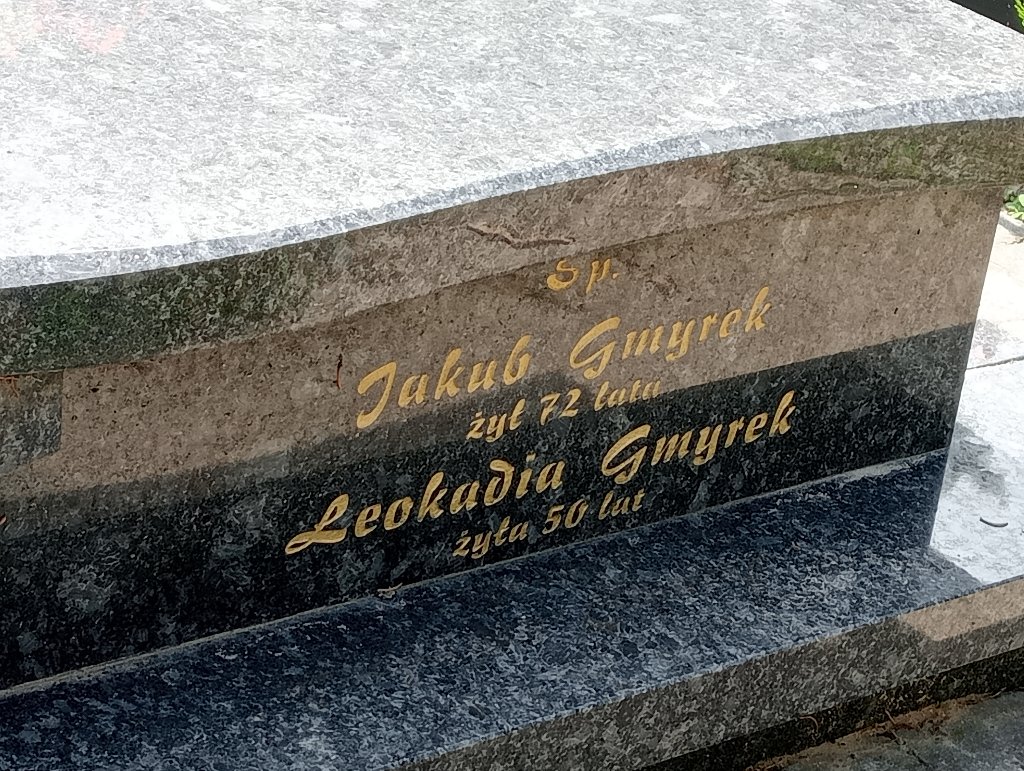 Sp.
Jakub Gmyrek
żył 72 lata
Leokadia Gmyrek
żyła 50 lat